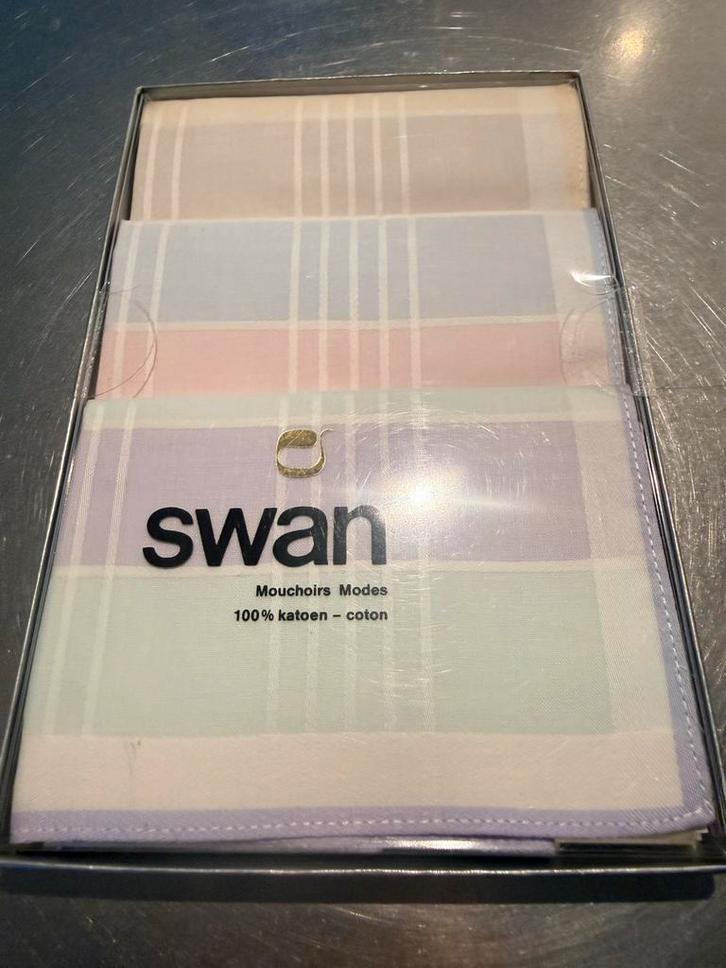 swan
Mouchoirs Modes
100% katoen – coton